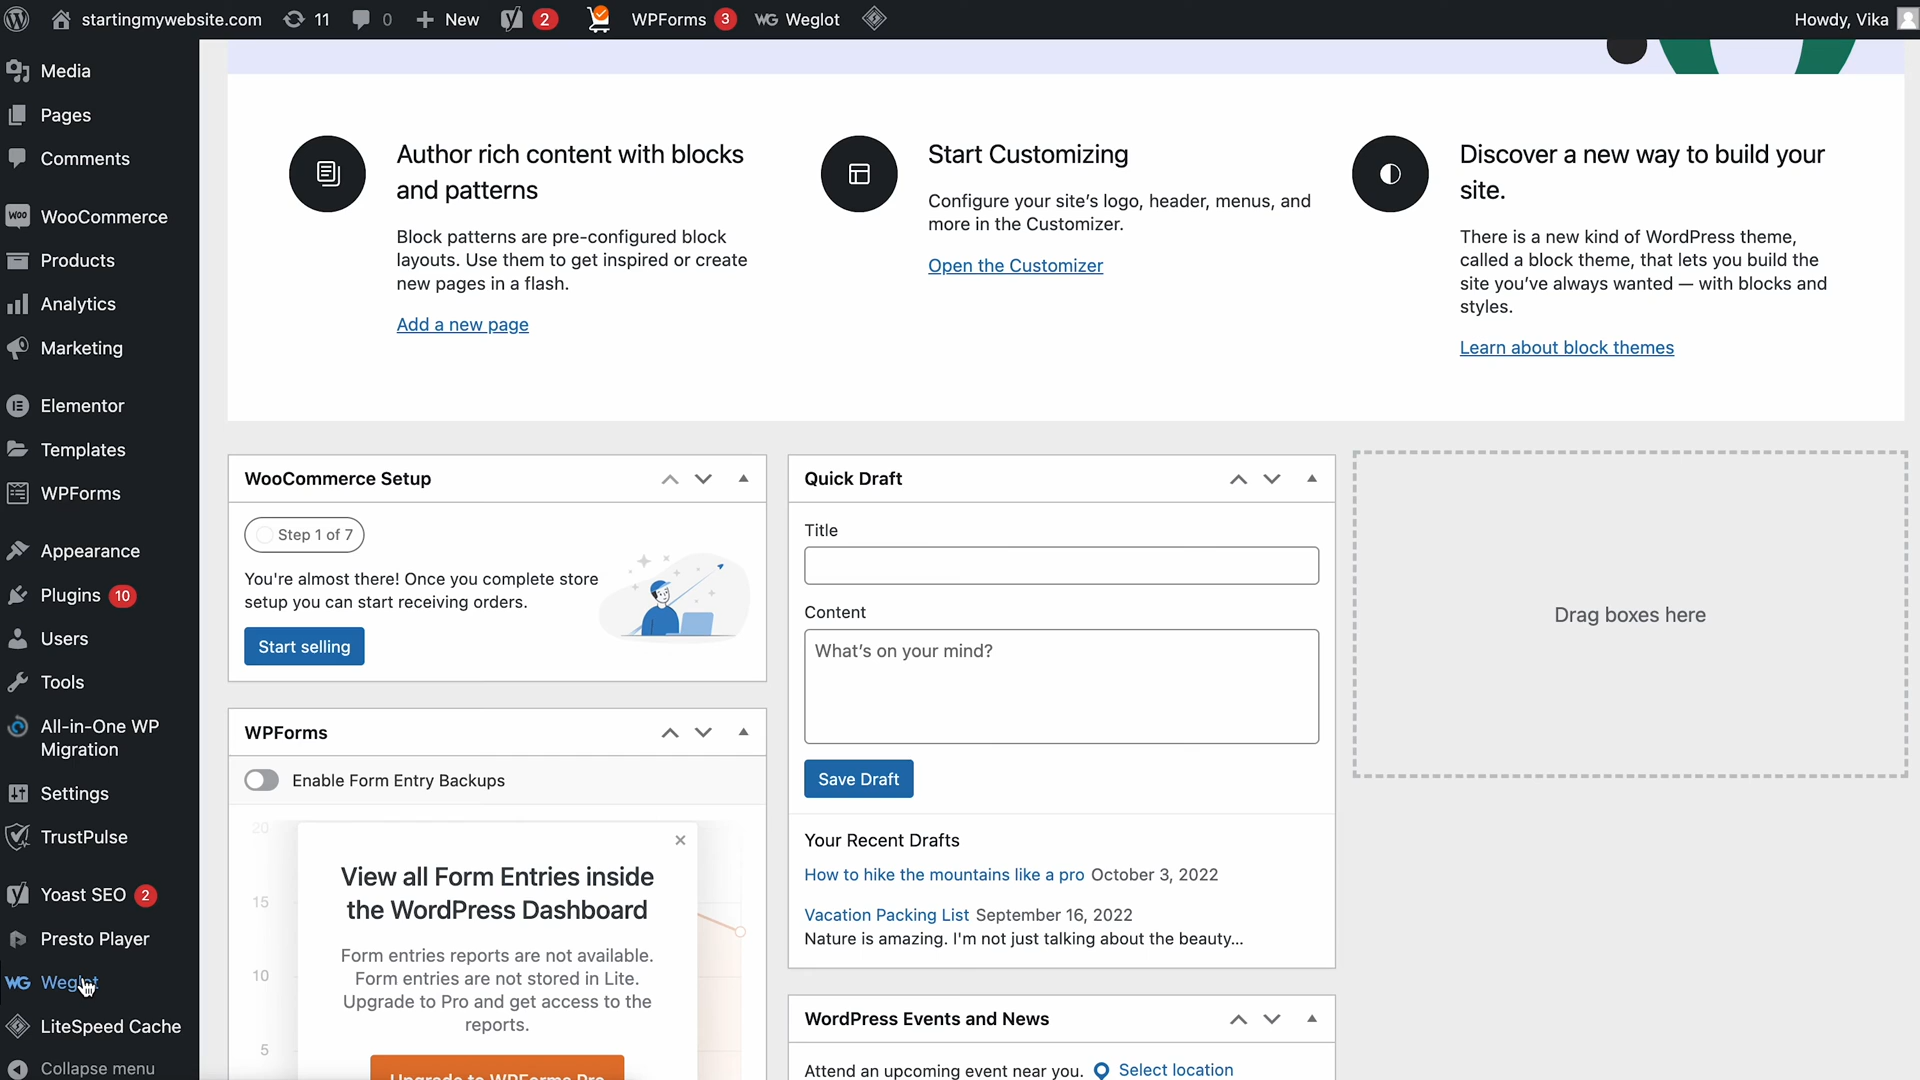 startingmywebsite.com 11 0 New 2 WPForms 3 WG Weglot Howdy, Vika
Media
Pages
Comments
WOO WooCommerce
Products
Analytics
Marketing
Elementor
Templates
WPForms
Appearance
Plugins 10
Users
Tools
All-in-One WP
Migration
Settings
TrustPulse
Yoast SEO 2
Presto Player
WG Weglot
LiteSpeed Cache
Collapse menu
Author rich content with blocks
and patterns
Block patterns are pre-configured block
layouts. Use them to get inspired or create
new pages in a flash.
Add a new page
Start Customizing
Configure your site's logo, header, menus, and
more in the Customizer.
Open the Customizer
Discover a new way to build your
site.
There is a new kind of WordPress theme,
called a block theme, that lets you build the
site you've always wanted — with blocks and
styles.
Learn about block themes
WooCommerce Setup
Step 1 of 7
You're almost there! Once you complete store
setup you can start receiving orders.
Start selling
WPForms
Enable Form Entry Backups
20
15
10
5
View all Form Entries inside
the WordPress Dashboard
Form entries reports are not available.
Form entries are not stored in Lite.
Upgrade to Pro and get access to the
reports.
Upgrade to WPForms Pro
Quick Draft
Title
Content
What's on your mind?
Save Draft
Your Recent Drafts
How to hike the mountains like a pro October 3, 2022
Vacation Packing List September 16, 2022
Nature is amazing. I'm not just talking about the beauty...
WordPress Events and News
Attend an upcoming event near you. Select location
Drag boxes here